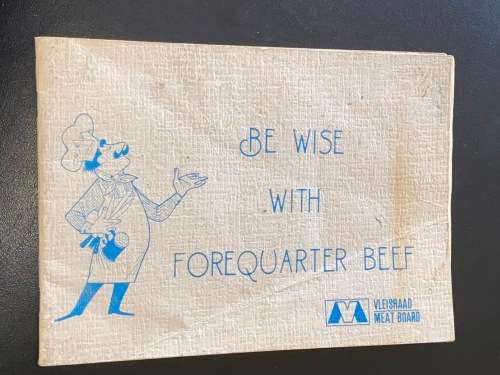 BE WISE
WITH
FOREQUARTER BEEF
VLEISRAAD
MEAT BOARD